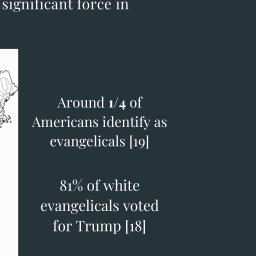 significant force in
Around 1/4 of
Americans identify as
evangelicals [19]
81% of white
evangelicals voted
for Trump [18]